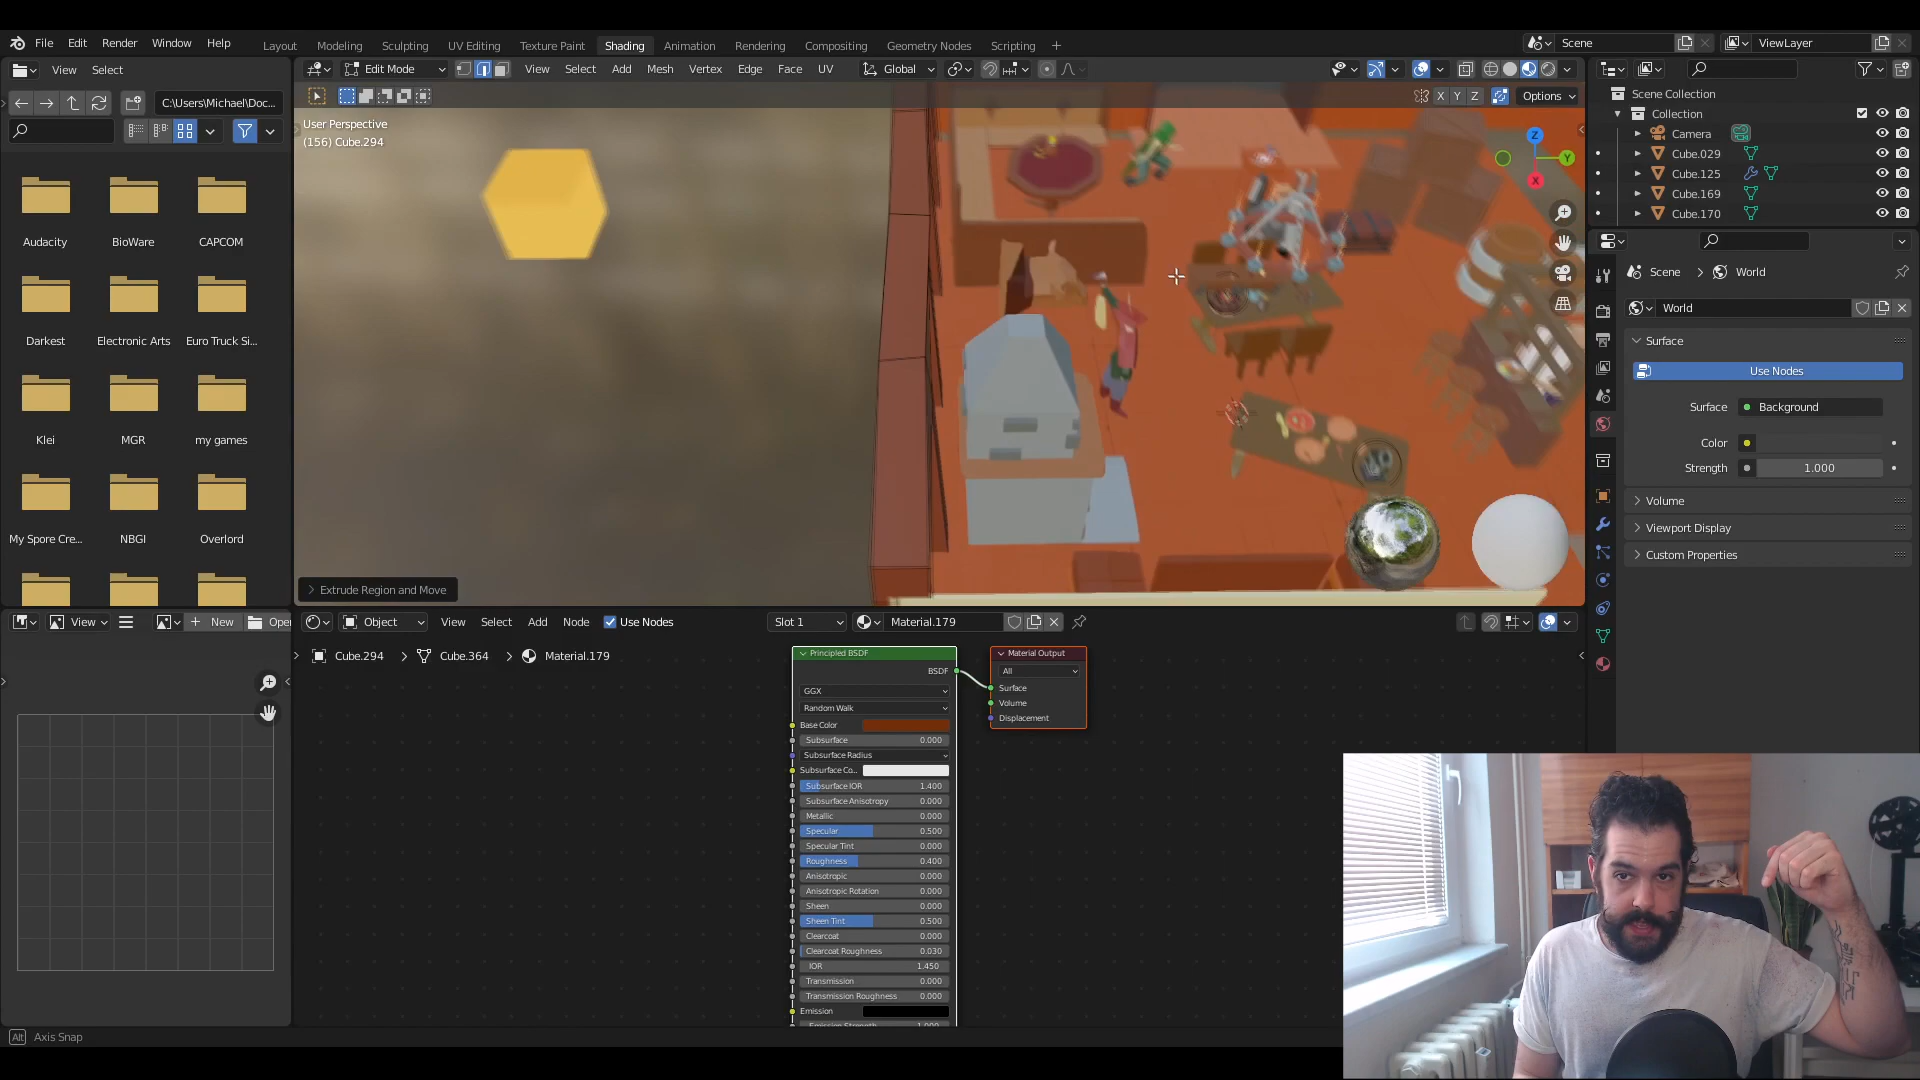 File Edit Render Window Help
Layout Modeling Sculpting UV Editing Texture Paint Shading Animation Rendering Compositing Geometry Nodes Scripting +
Scene
ViewLayer
View Select
Edit Mode
View Select Add Mesh Vertex Edge Face UV
Global
C:\Users\Michael\Doc...
X Y Z
Options
User Perspective
(156) Cube.294
Z
Y
X
Scene Collection
Collection
Camera
Cube.029
Cube.125
Cube.169
Cube.170
Audacity BioWare CAPCOM
Darkest Electronic Arts Euro Truck Si...
Klei MGR my games
My Spore Cre... NBGI Overlord
Scene > World
World
Surface
Use Nodes
Surface Background
Color
Strength 1.000
Volume
Viewport Display
Custom Properties
Extrude Region and Move
View
+ New
Open
Object
View Select Add Node
Use Nodes
Slot 1
Material.179
Cube.294 > Cube.364 > Material.179
Principled BSDF
BSDF
GGX
Random Walk
Base Color
Subsurface 0.000
Subsurface Radius
Subsurface Co...
Subsurface IOR 1.400
Subsurface Anisotropy 0.000
Metallic 0.000
Specular 0.500
Specular Tint 0.000
Roughness 0.400
Anisotropic 0.000
Anisotropic Rotation 0.000
Sheen 0.000
Sheen Tint 0.500
Clearcoat 0.000
Clearcoat Roughness 0.030
IOR 1.450
Transmission 0.000
Transmission Roughness 0.000
Emission
Emission Strength 1.000
Material Output
All
Surface
Volume
Displacement
Alt Axis Snap